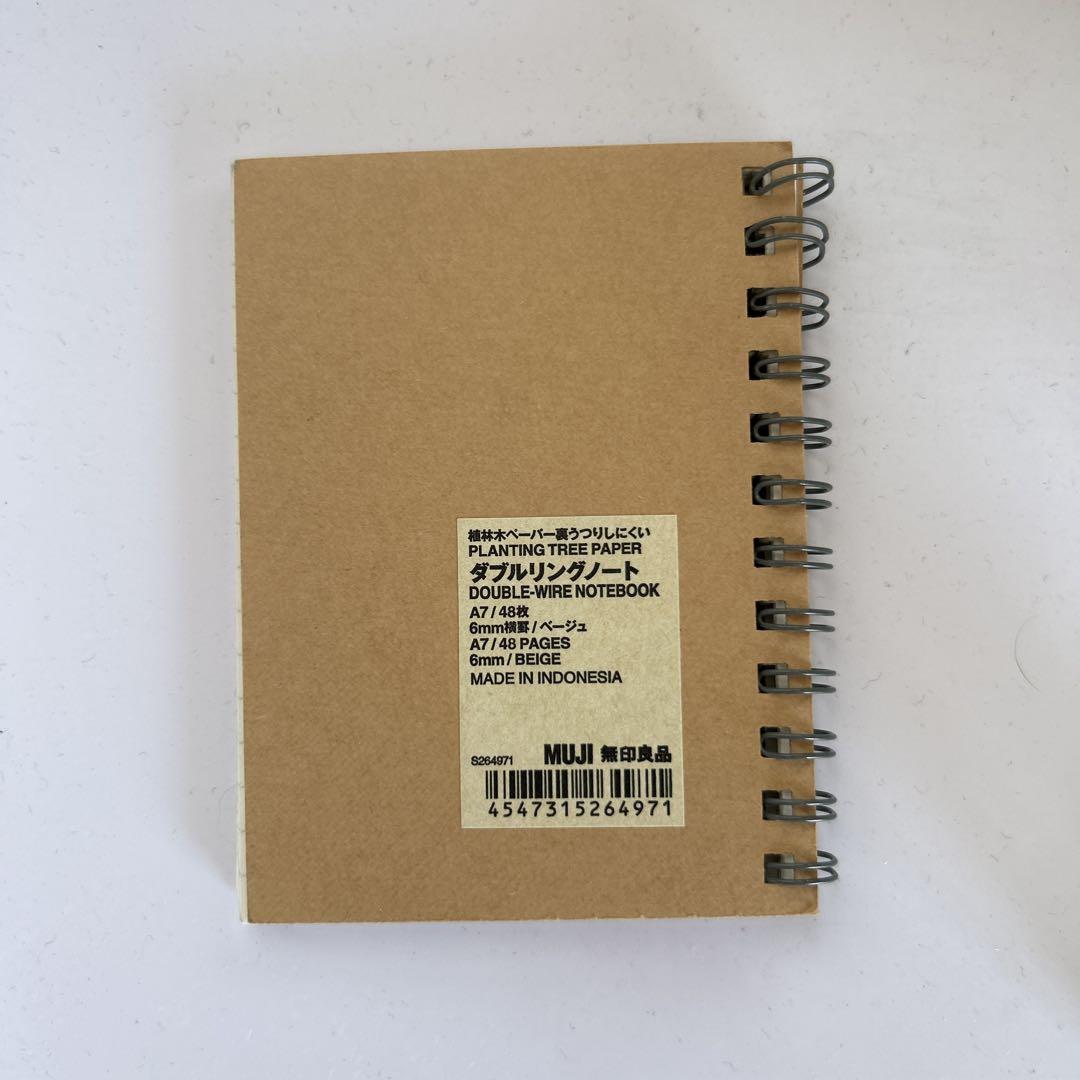 植林木ペーパー裏うつりしにくい
PLANTING TREE PAPER
ダブルリングノート
DOUBLE-WIRE NOTEBOOK
A7 / 48枚
6mm横罫 / ベージュ
A7 / 48 PAGES
6mm / BEIGE
MADE IN INDONESIA
S264971 MUJI 無印良品
4547315264971